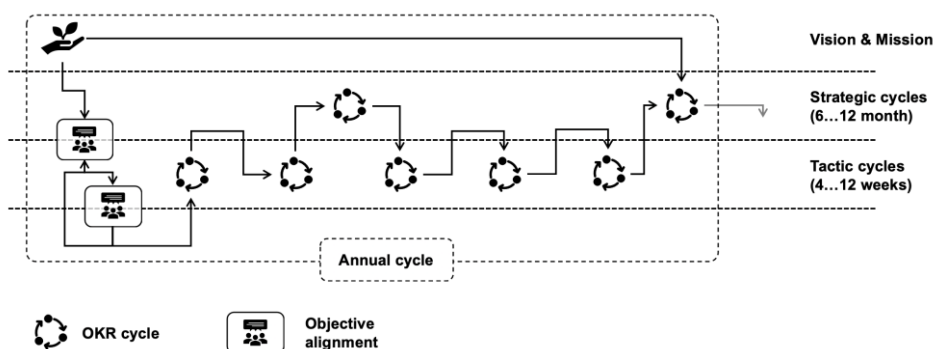 Vision & Mission
Strategic cycles
(6...12 month)
Tactic cycles
(4...12 weeks)
Annual cycle
OKR cycle
Objective
alignment